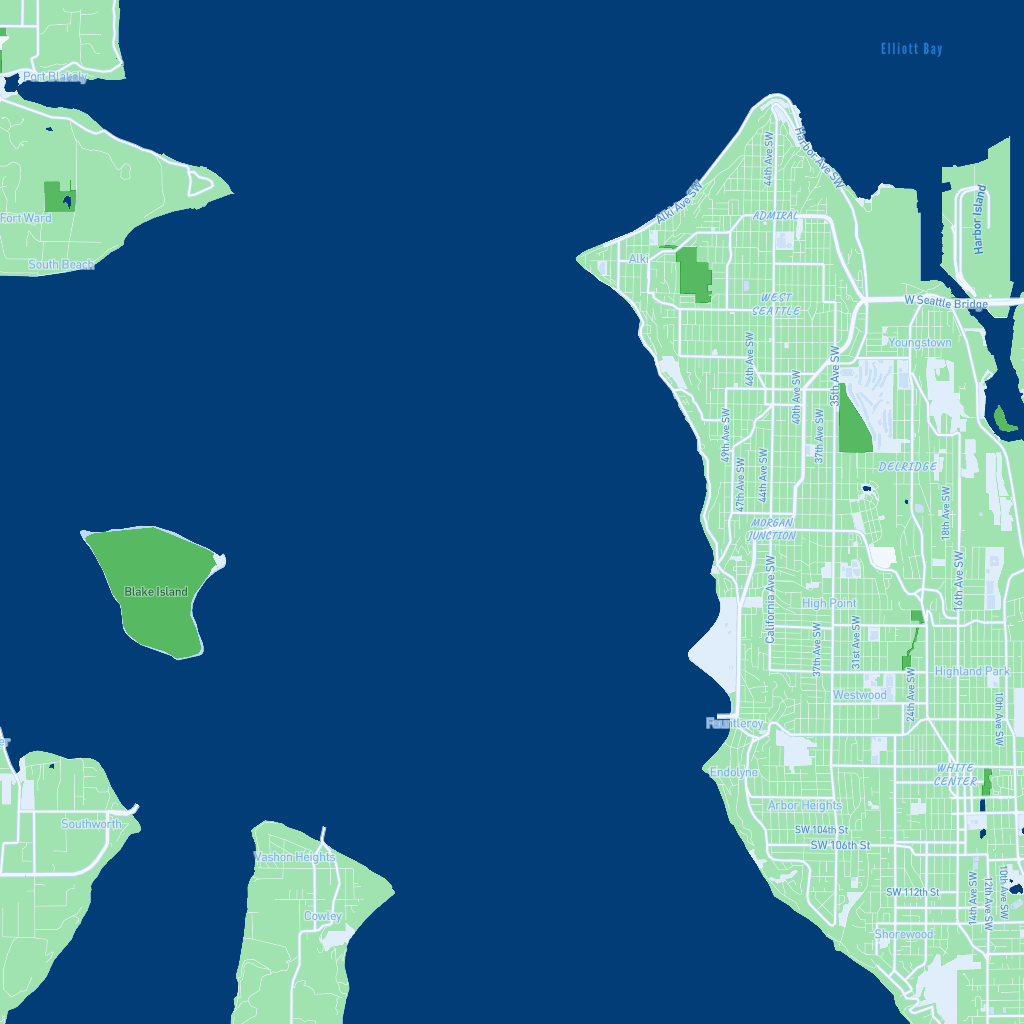 Elliott Bay
Port Blakely
Harbor Ave SW
44th Ave SW
Alki Ave SW
Harbor Island
ADMIRAL
Fort Ward
Alki
South Beach
WEST
SEATTLE
W Seattle Bridge
Youngstown
46th Ave SW
35th Ave SW
40th Ave SW
49th Ave SW
37th Ave SW
DELRIDGE
47th Ave SW
44th Ave SW
18th Ave SW
MORGAN
JUNCTION
16th Ave SW
Blake Island
California Ave SW
High Point
37th Ave SW
31st Ave SW
Highland Park
24th Ave SW
Westwood
10th Ave SW
Fauntleroy
Endolyne
WHITE
CENTER
Arbor Heights
Southworth
SW 104th St
SW 106th St
Vashon Heights
SW 112th St
14th Ave SW
12th Ave SW
10th Ave SW
Cowley
Shorewood